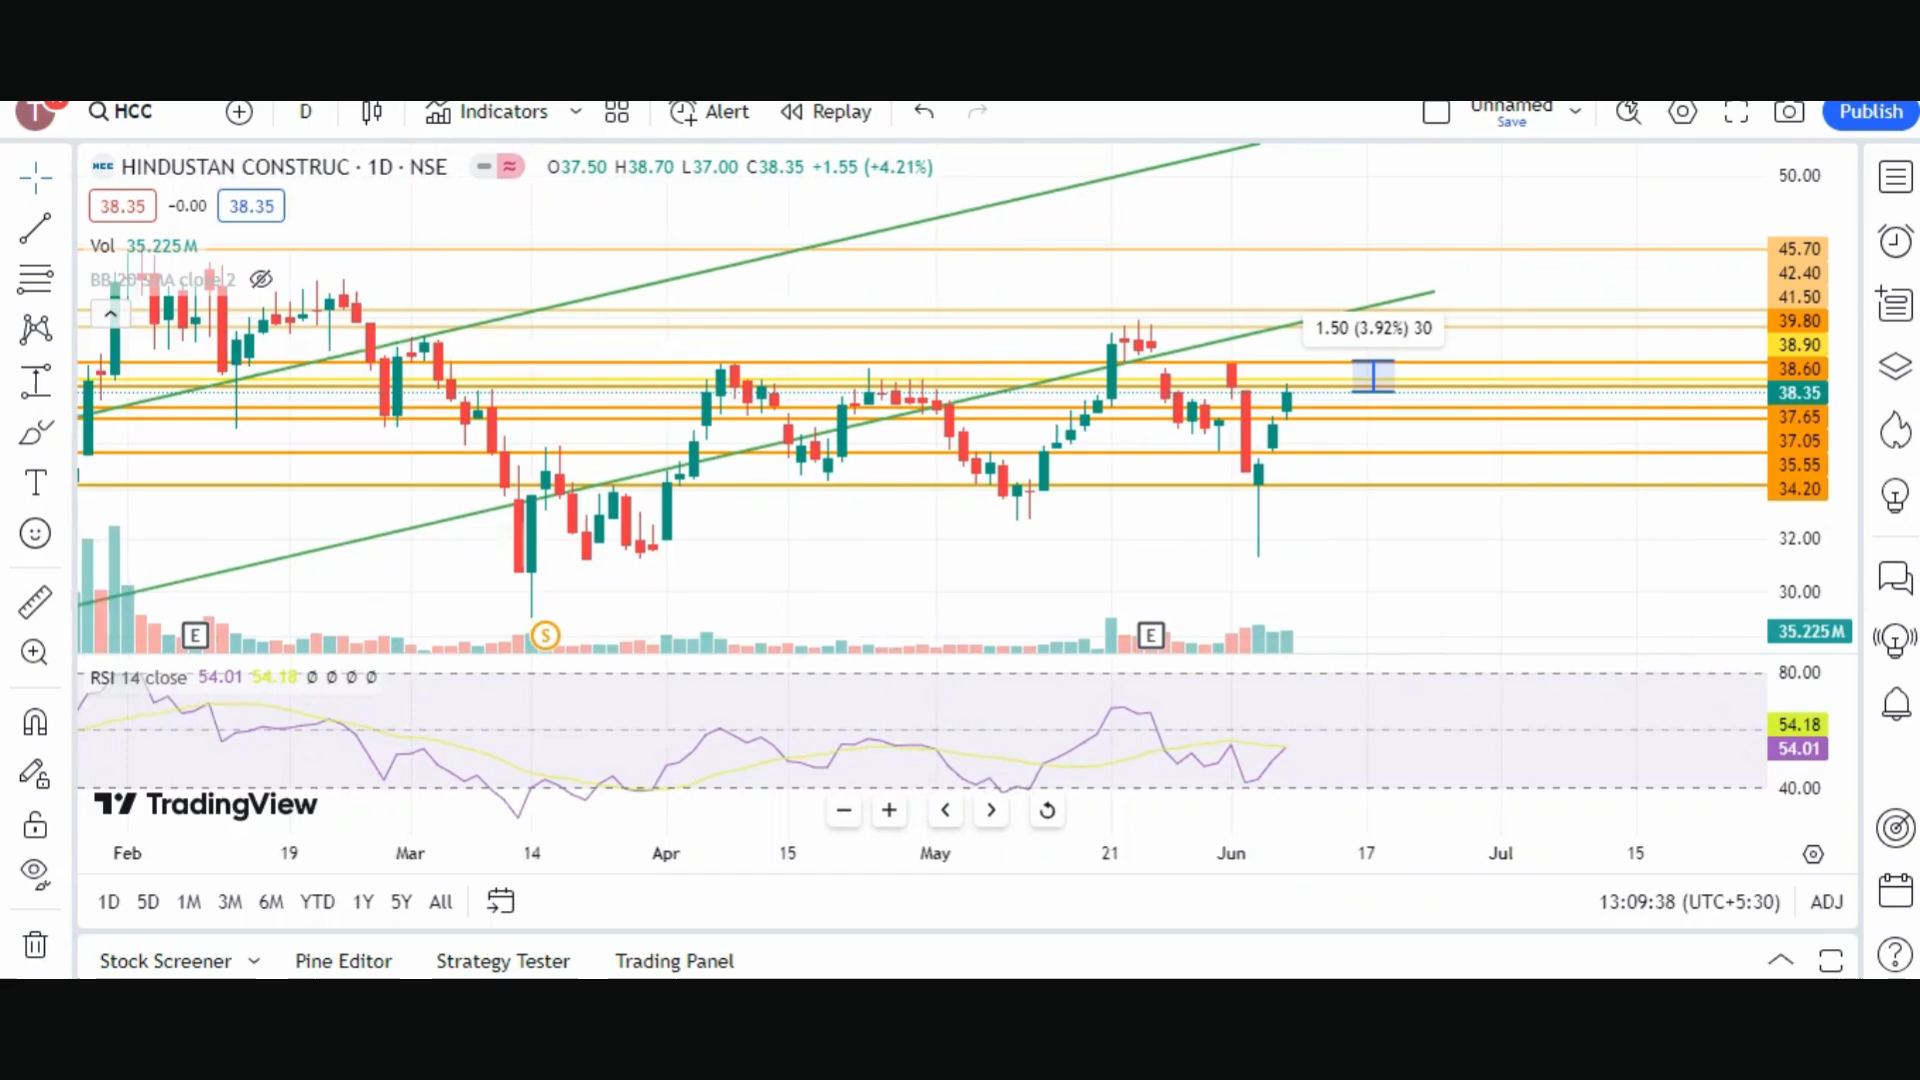 T
HCC
D
Indicators
Alert
Replay
Unnamed
Save
Publish
HCC HINDUSTAN CONSTRUC · 1D · NSE
O37.50 H38.70 L37.00 C38.35 +1.55 (+4.21%)
38.35 -0.00 38.35
Vol 35.225M
BB 20 SMA close 2
1.50 (3.92%) 30
50.00
45.70
42.40
41.50
39.80
38.90
38.60
38.35
37.65
37.05
35.55
34.20
32.00
30.00
35.225M
E
S
E
RSI 14 close 54.01 54.18 Ø Ø Ø Ø
80.00
54.18
54.01
40.00
TradingView
Feb 19 Mar 14 Apr 15 May 21 Jun 17 Jul 15
1D 5D 1M 3M 6M YTD 1Y 5Y All
13:09:38 (UTC+5:30) ADJ
Stock Screener Pine Editor Strategy Tester Trading Panel